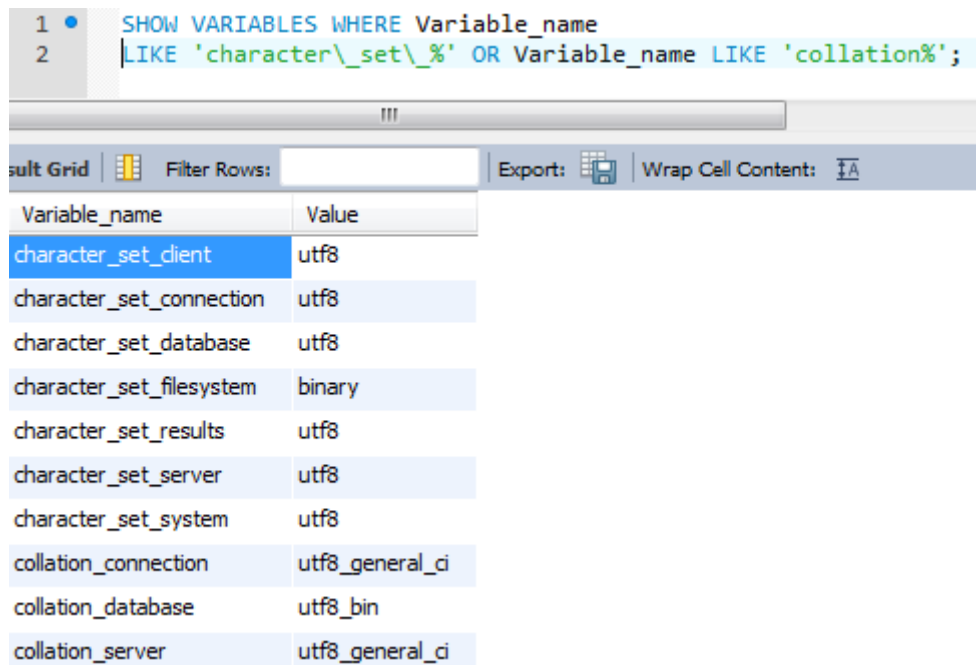 1 SHOW VARIABLES WHERE Variable_name
2 LIKE 'character\_set\_%' OR Variable_name LIKE 'collation%';
sult Grid Filter Rows: Export: Wrap Cell Content: IA
Variable_name Value
character_set_client utf8
character_set_connection utf8
character_set_database utf8
character_set_filesystem binary
character_set_results utf8
character_set_server utf8
character_set_system utf8
collation_connection utf8_general_ci
collation_database utf8_bin
collation_server utf8_general_ci